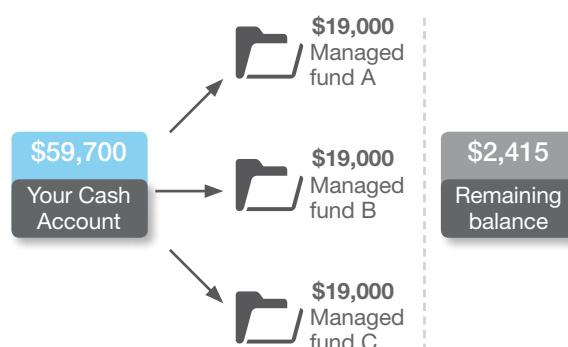 $19,000
Managed
fund A
$59,700
Your Cash
Account
$19,000
Managed
fund B
$2,415
Remaining
balance
$19,000
Managed
fund C